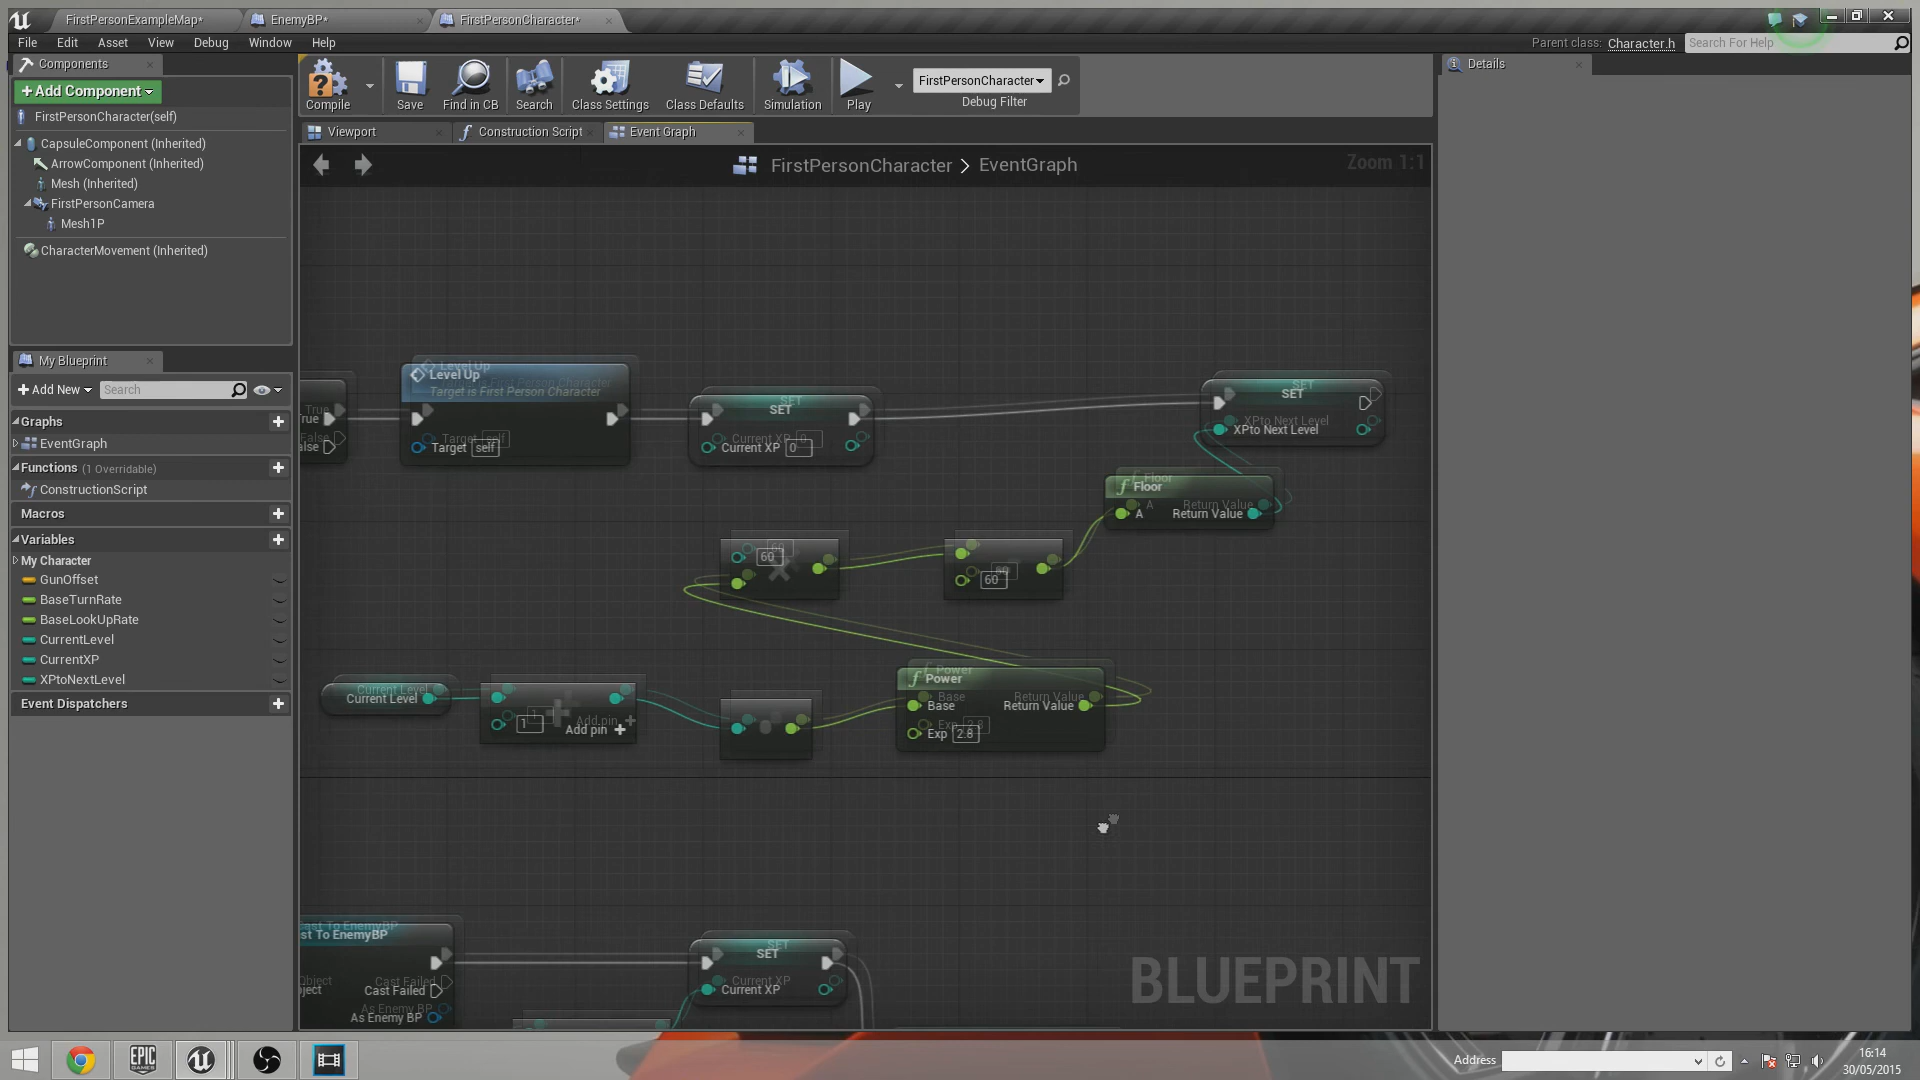 FirstPersonExampleMap*
EnemyBP*
FirstPersonCharacter*
File Edit Asset View Debug Window Help
Parent class: Character.h
Search For Help
Components
+Add Component
FirstPersonCharacter(self)
CapsuleComponent (Inherited)
ArrowComponent (Inherited)
Mesh (Inherited)
FirstPersonCamera
Mesh1P
CharacterMovement (Inherited)
Compile
Save
Find in CB
Search
Class Settings
Class Defaults
Simulation
Play
FirstPersonCharacter
Debug Filter
Details
Viewport
Construction Script
Event Graph
FirstPersonCharacter > EventGraph
Zoom 1:1
My Blueprint
+Add New
Search
Graphs
EventGraph
Functions (1 Overridable)
ConstructionScript
Macros
Variables
My Character
GunOffset
BaseTurnRate
BaseLookUpRate
CurrentLevel
CurrentXP
XPtoNextLevel
Event Dispatchers
Level Up
Target is First Person Character
Target self
SET
Current XP 0
SET
XPto Next Level
Floor
A Return Value
60
60
Power
Base Return Value
Exp 2.8
Current Level
1
Add pin +
st To EnemyBP
Cast Failed
As Enemy BP
SET
Current XP
BLUEPRINT
EPIC GAMES
Address
16:14
30/05/2015